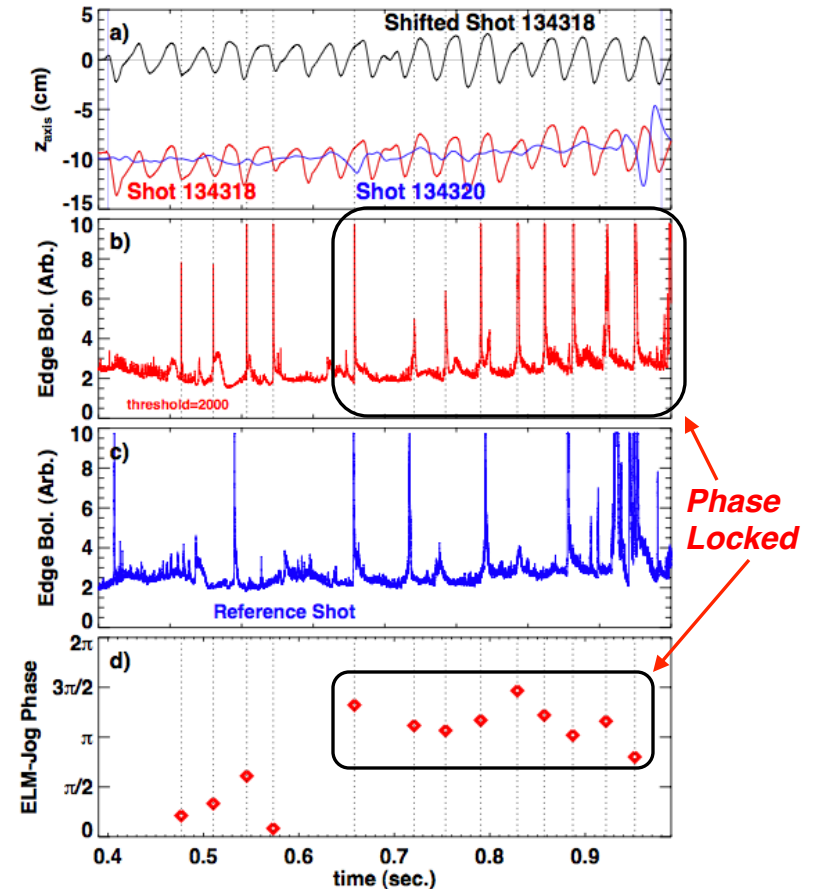 a)
Shifted Shot 134318
5
0
-5
-10
-15
z_axis (cm)
Shot 134318
Shot 134320
b)
10
8
6
4
2
0
Edge Bol. (Arb.)
threshold=2000
c)
10
8
6
4
2
0
Edge Bol. (Arb.)
Reference Shot
Phase
Locked
d)
2π
3π/2
π
π/2
0
ELM-Jog Phase
0.4 0.5 0.6 0.7 0.8 0.9
time (sec.)